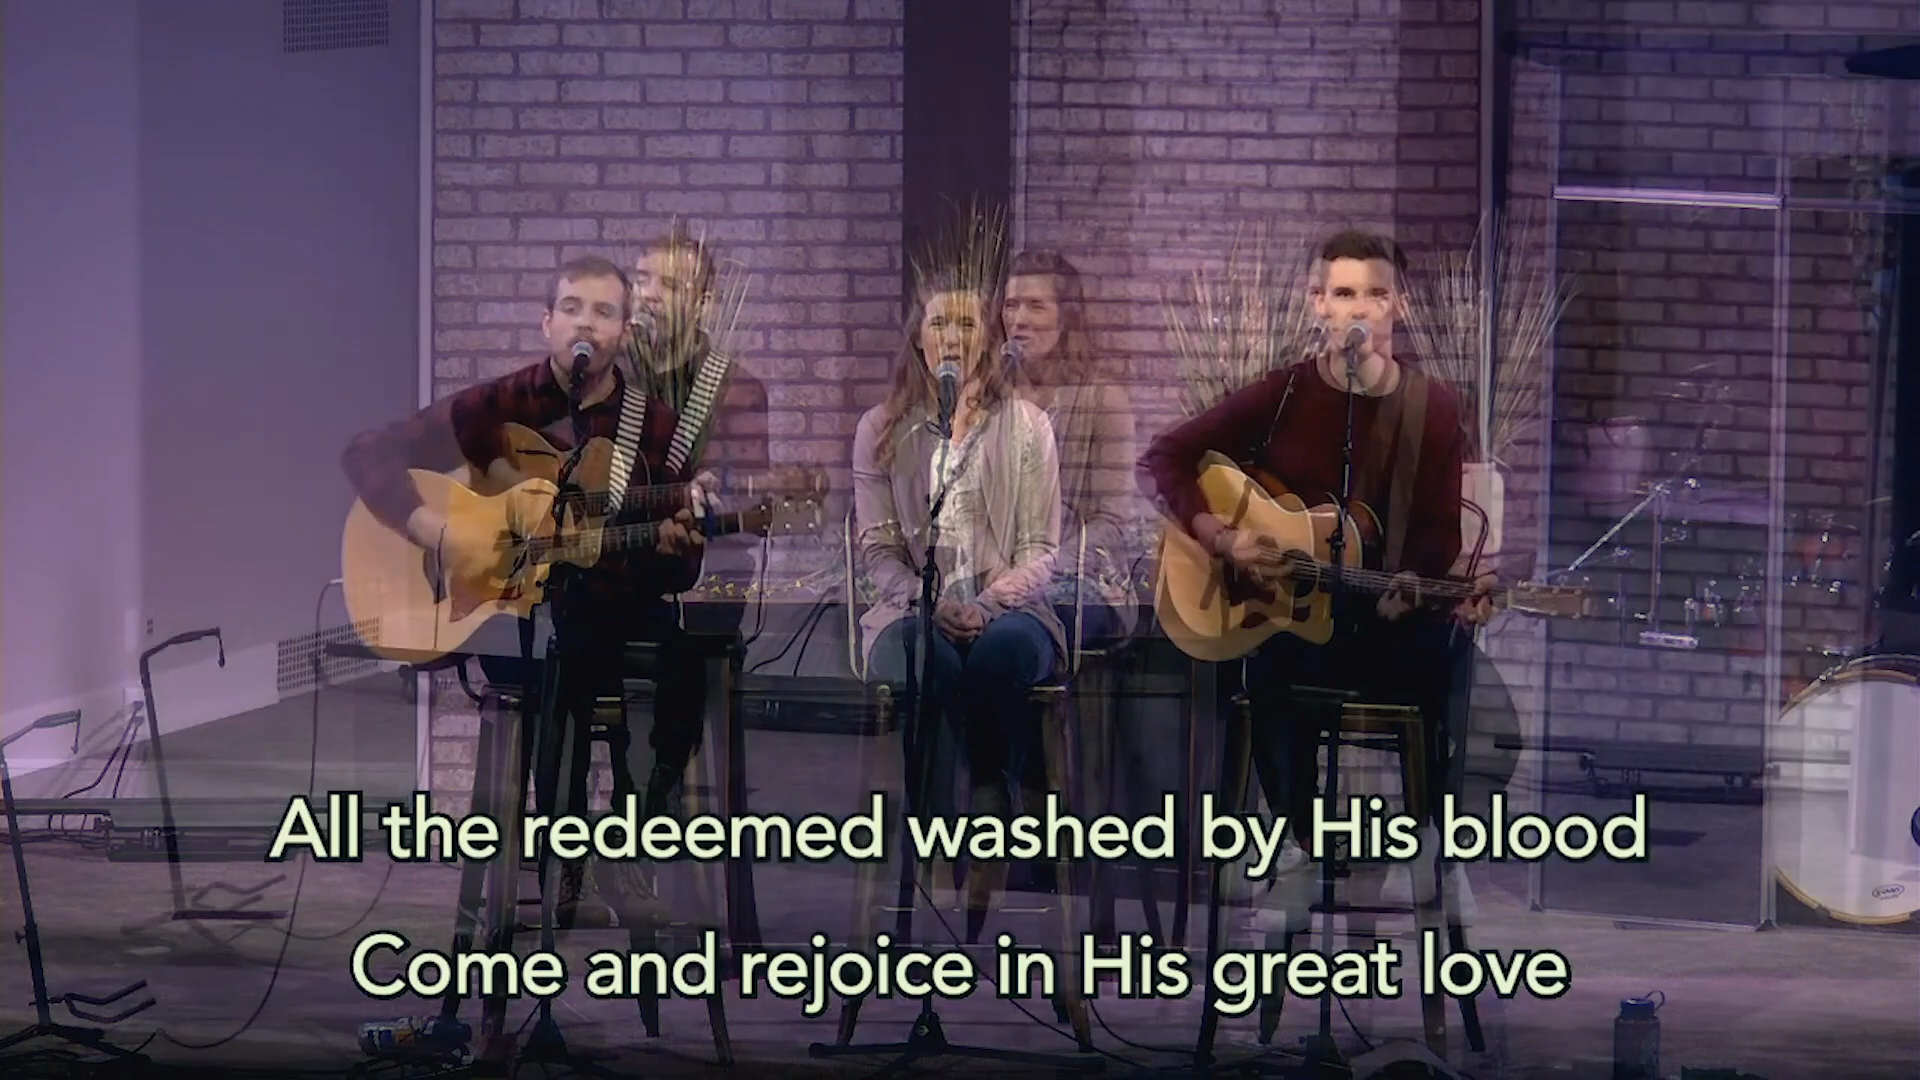 All the redeemed washed by His blood
Come and rejoice in His great love